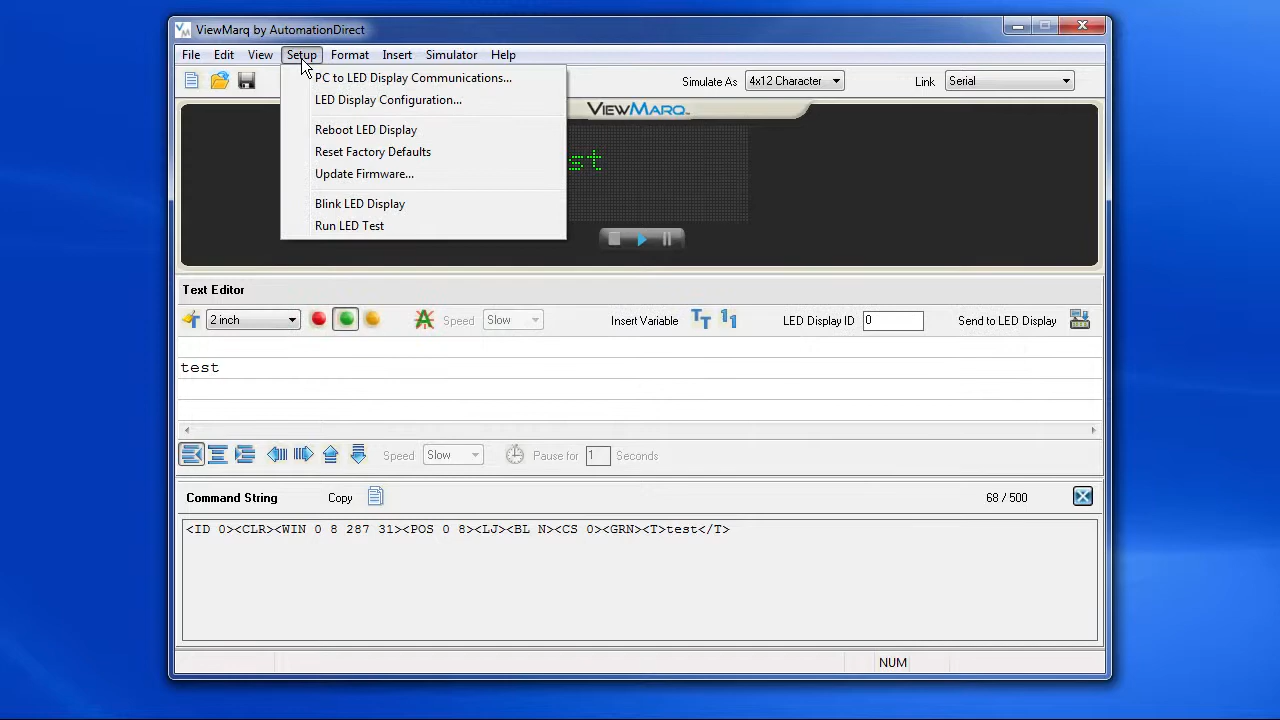 ViewMarq by AutomationDirect
File Edit View Setup Format Insert Simulator Help
PC to LED Display Communications...
LED Display Configuration...
Reboot LED Display
Reset Factory Defaults
Update Firmware...
Blink LED Display
Run LED Test
Simulate As 4x12 Character Link Serial
VIEWMARQ
st
Text Editor
2 inch Speed Slow Insert Variable LED Display ID 0 Send to LED Display
test
Speed Slow Pause for 1 Seconds
Command String Copy 68 / 500
<ID 0><CLR><WIN 0 8 287 31><POS 0 8><LJ><BL N><CS 0><GRN><T>test</T>
NUM